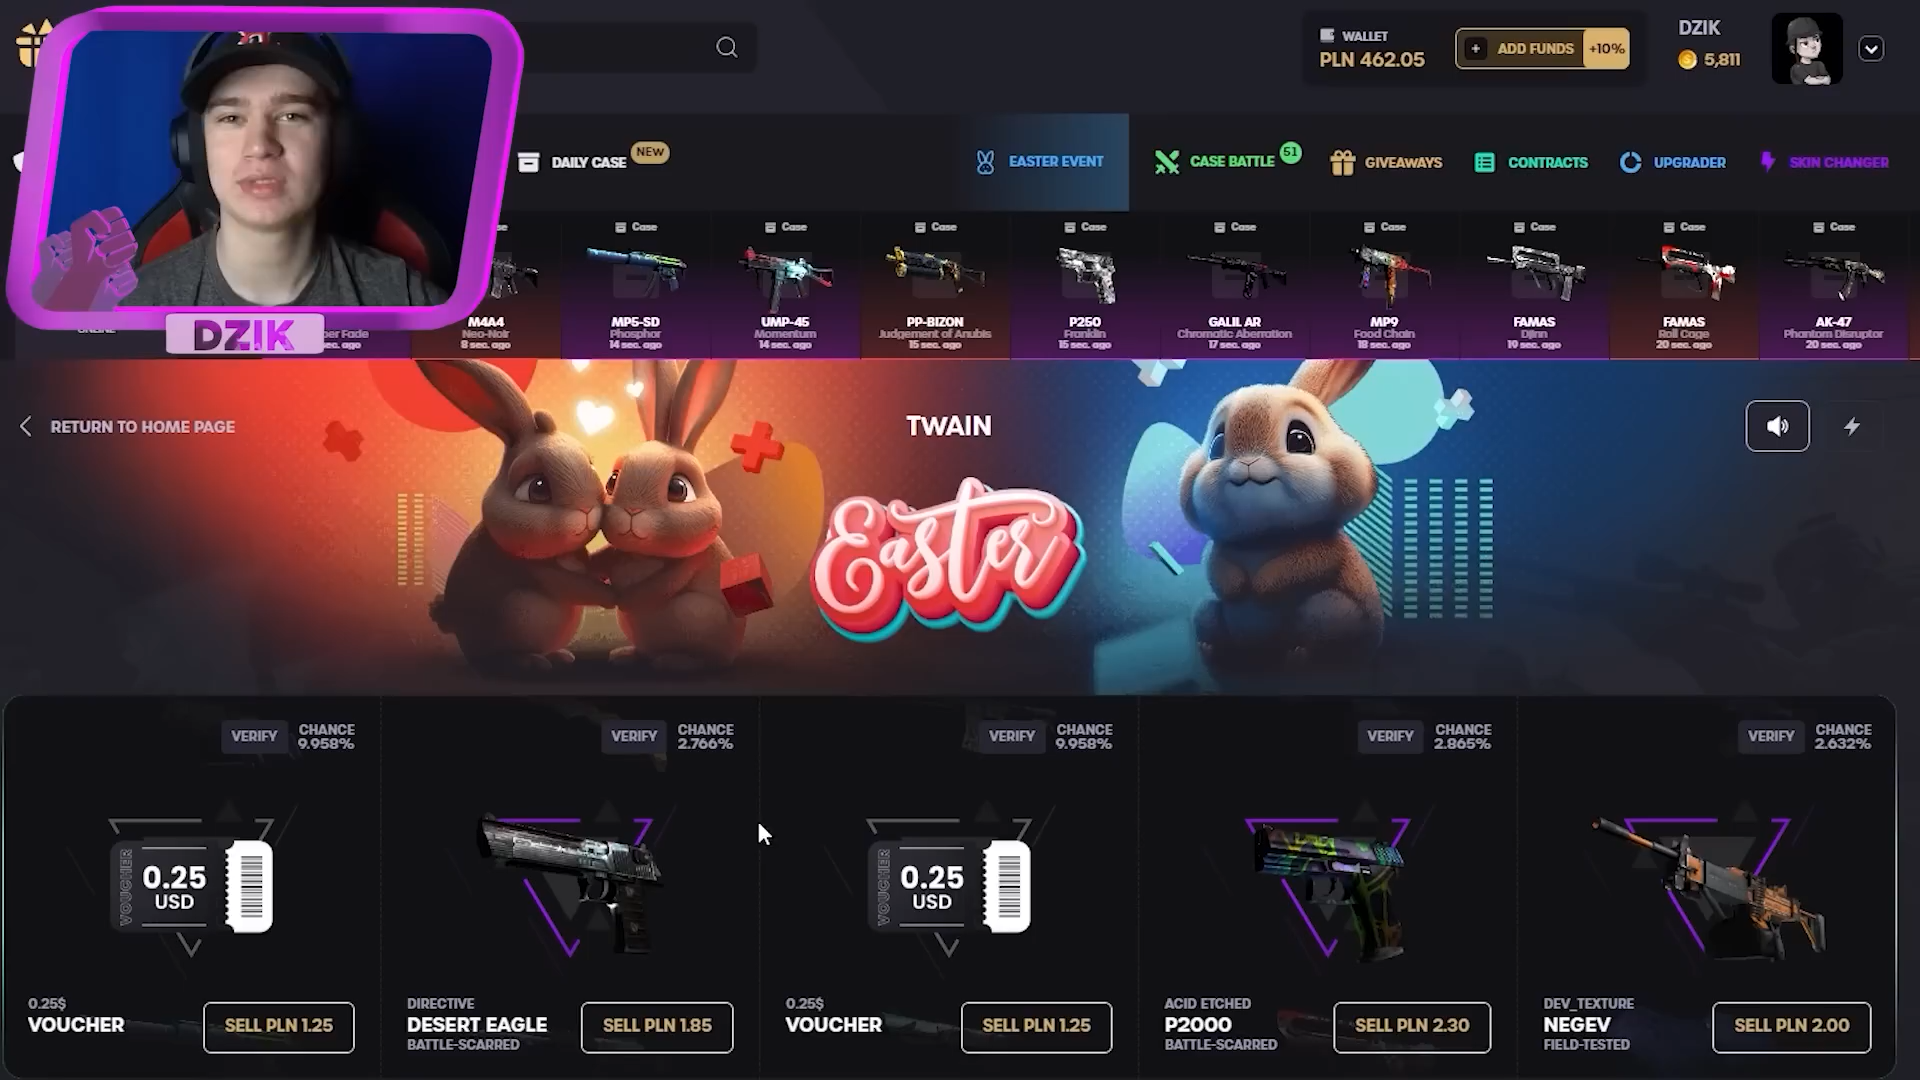 WALLET
PLN 462.05
+ ADD FUNDS +10%
DZIK
5,811
DAILY CASE NEW
EASTER EVENT
CASE BATTLE 51
GIVEAWAYS
CONTRACTS
UPGRADER
SKIN CHANGER
Case
Case
Case
Case
Case
Case
Case
Case
Case
M4A4
Neo-Noir
8 sec. ago
MP5-SD
Phosphor
14 sec. ago
UMP-45
Momentum
14 sec. ago
PP-BIZON
Judgement of Anubis
15 sec. ago
P250
Franklin
15 sec. ago
GALIL AR
Chromatic Aberration
17 sec. ago
MP9
Food Chain
18 sec. ago
FAMAS
Djinn
19 sec. ago
FAMAS
Roll Cage
20 sec. ago
AK-47
Phantom Disruptor
20 sec. ago
DZIK
RETURN TO HOME PAGE
TWAIN
Easter
VERIFY
CHANCE
9.958%
VERIFY
CHANCE
2.766%
VERIFY
CHANCE
9.958%
VERIFY
CHANCE
2.865%
VERIFY
CHANCE
2.632%
VOUCHER
0.25
USD
VOUCHER
0.25
USD
0.25$
VOUCHER
SELL PLN 1.25
DIRECTIVE
DESERT EAGLE
BATTLE-SCARRED
SELL PLN 1.85
0.25$
VOUCHER
SELL PLN 1.25
ACID ETCHED
P2000
BATTLE-SCARRED
SELL PLN 2.30
DEV_TEXTURE
NEGEV
FIELD-TESTED
SELL PLN 2.00